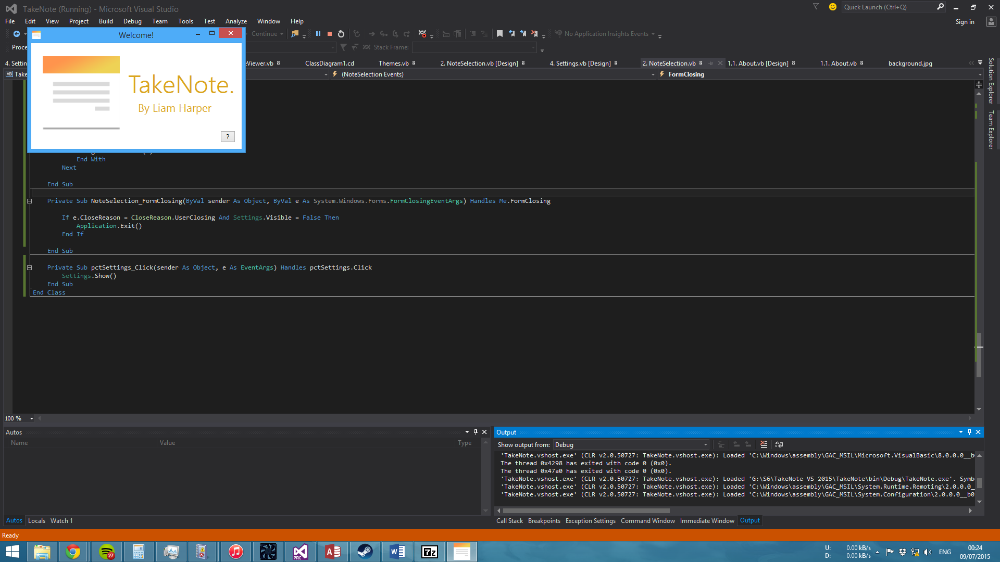 TakeNote (Running) - Microsoft Visual Studio
Quick Launch (Ctrl+Q)
File Edit View Project Build Debug Team Tools Test Analyze Window Help
Sign in
Welcome!
Continue
No Application Insights Events
Proce
Stack Frame:
4. Settin
eViewer.vb
ClassDiagram1.cd
Themes.vb
2. NoteSelection.vb [Design]
4. Settings.vb [Design]
2. NoteSelection.vb
1.1. About.vb [Design]
1.1. About.vb
background.jpg
VB Take
(NoteSelection Events)
FormClosing
Solution Explorer
Team Explorer
TakeNote.
By Liam Harper
?
End With
Next
End Sub
Private Sub NoteSelection_FormClosing(ByVal sender As Object, ByVal e As System.Windows.Forms.FormClosingEventArgs) Handles Me.FormClosing
If e.CloseReason = CloseReason.UserClosing And Settings.Visible = False Then
Application.Exit()
End If
End Sub
Private Sub pctSettings_Click(sender As Object, e As EventArgs) Handles pctSettings.Click
Settings.Show()
End Sub
End Class
100 %
Autos
Name Value Type
Output
Show output from: Debug
'TakeNote.vshost.exe' (CLR v2.0.50727: TakeNote.vshost.exe): Loaded 'C:\Windows\assembly\GAC_MSIL\Microsoft.VisualBasic\8.0.0.0__b
The thread 0x4298 has exited with code 0 (0x0).
The thread 0x47a0 has exited with code 0 (0x0).
'TakeNote.vshost.exe' (CLR v2.0.50727: TakeNote.vshost.exe): Loaded 'G:\S6\TakeNote VS 2015\TakeNote\bin\Debug\TakeNote.exe'. Symb
'TakeNote.vshost.exe' (CLR v2.0.50727: TakeNote.vshost.exe): Loaded 'C:\Windows\assembly\GAC_MSIL\System.Runtime.Remoting\2.0.0.0_
'TakeNote.vshost.exe' (CLR v2.0.50727: TakeNote.vshost.exe): Loaded 'C:\Windows\assembly\GAC_MSIL\System.Configuration\2.0.0.0__b0
Autos Locals Watch 1
Call Stack Breakpoints Exception Settings Command Window Immediate Window Output
Ready
27
PRE
7z
U: 0.00 kB/s
D: 0.00 kB/s
ENG
00:24
09/07/2015